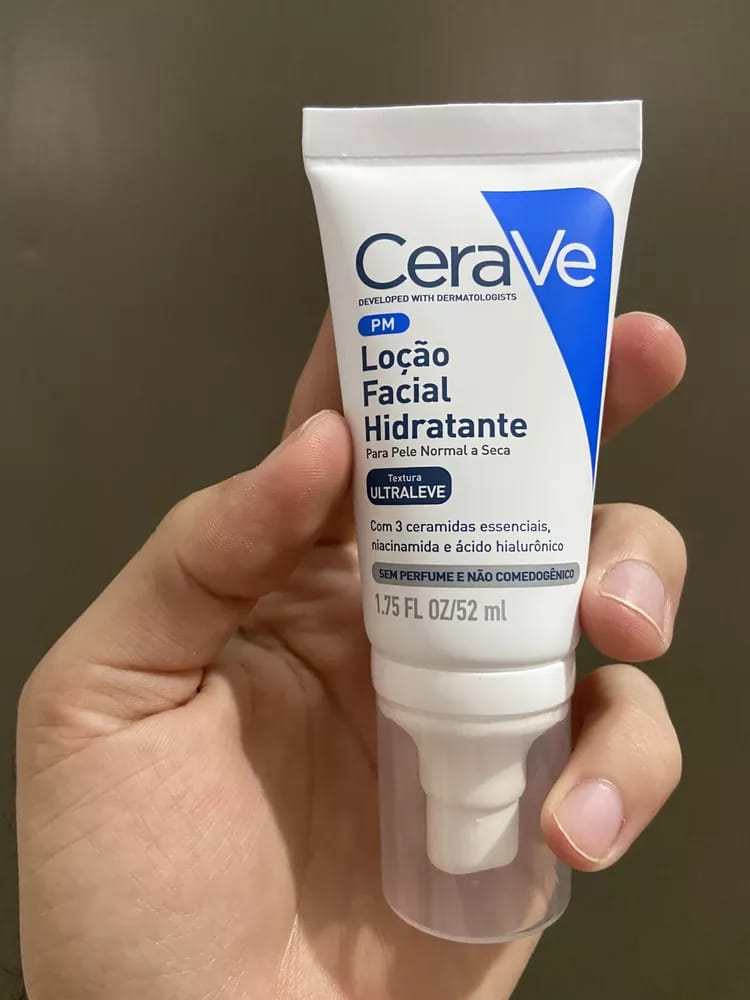 CeraVe
DEVELOPED WITH DERMATOLOGISTS
PM
Loção
Facial
Hidratante
Para Pele Normal a Seca
Textura
ULTRALEVE
Com 3 ceramidas essenciais,
niacinamida e ácido hialurônico
SEM PERFUME E NÃO COMEDOGÊNICO
1.75 FL OZ/52 ml